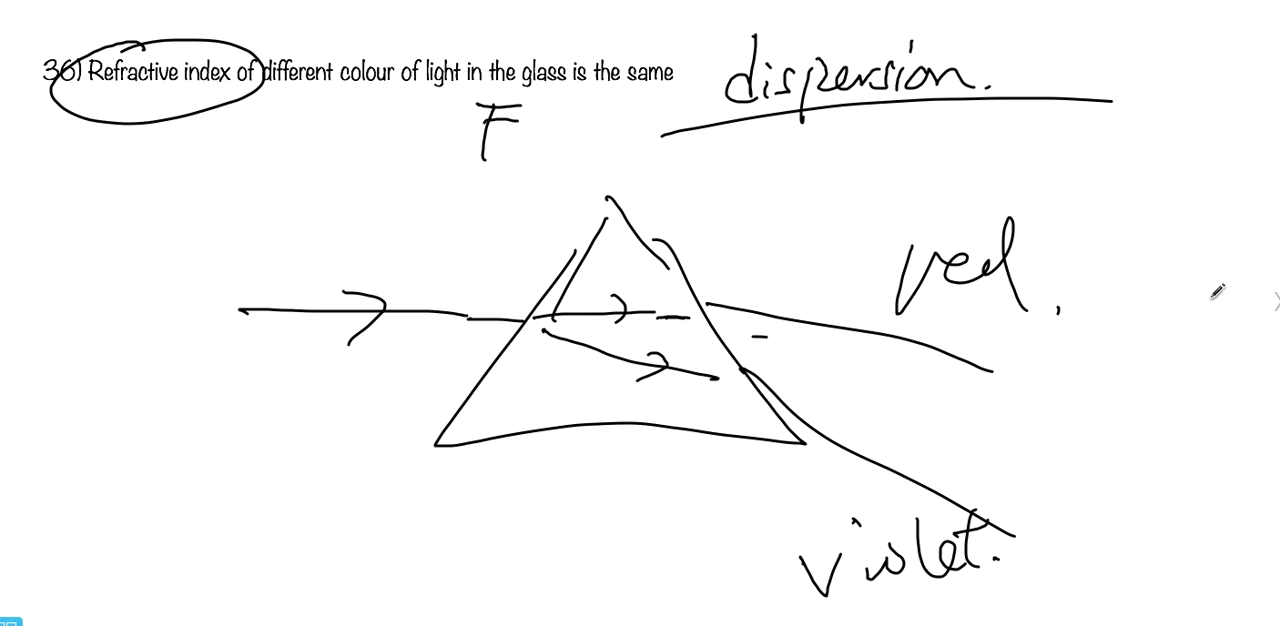 36) Refractive index of different colour of light in the glass is the same
dispersion.
F
red.
violet.